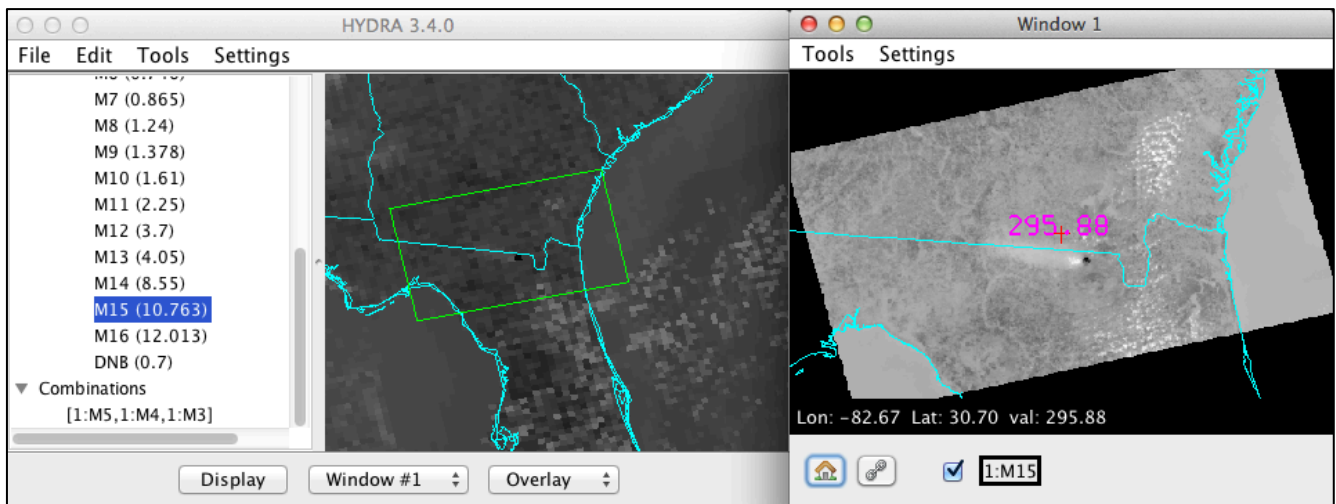 HYDRA 3.4.0
File Edit Tools Settings
M7 (0.865)
M8 (1.24)
M9 (1.378)
M10 (1.61)
M11 (2.25)
M12 (3.7)
M13 (4.05)
M14 (8.55)
M15 (10.763)
M16 (12.013)
DNB (0.7)
Combinations
[1:M5,1:M4,1:M3]
Display Window #1 Overlay
Window 1
Tools Settings
295.88
Lon: -82.67 Lat: 30.70 val: 295.88
1:M15